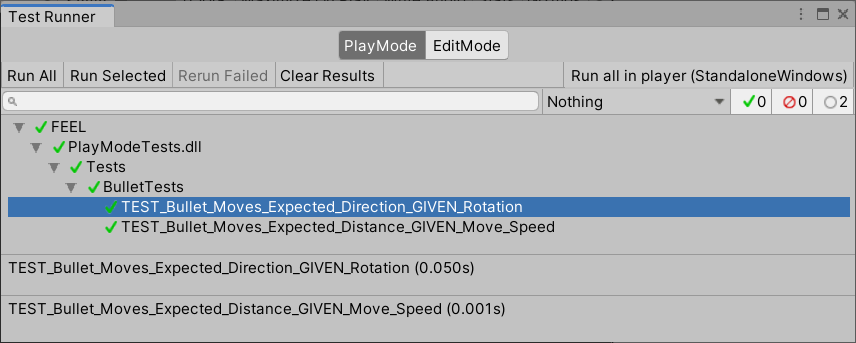 Test Runner
PlayMode EditMode
Run All Run Selected Rerun Failed Clear Results Run all in player (StandaloneWindows)
Nothing 0 0 2
FEEL
PlayModeTests.dll
Tests
BulletTests
TEST_Bullet_Moves_Expected_Direction_GIVEN_Rotation
TEST_Bullet_Moves_Expected_Distance_GIVEN_Move_Speed
TEST_Bullet_Moves_Expected_Direction_GIVEN_Rotation (0.050s)
TEST_Bullet_Moves_Expected_Distance_GIVEN_Move_Speed (0.001s)